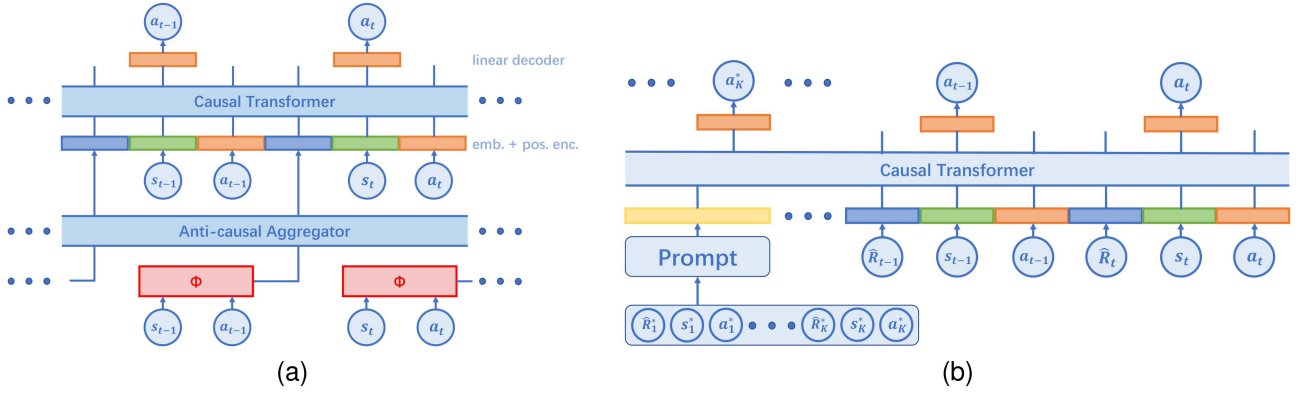 a_{t−1} a_t
linear decoder
Causal Transformer
emb. + pos. enc.
s_{t−1} a_{t−1} s_t a_t
Anti-causal Aggregator
Φ Φ
s_{t−1} a_{t−1} s_t a_t
(a)
a*_K a_{t−1} a_t
Causal Transformer
Prompt
R̂_{t−1} s_{t−1} a_{t−1} R̂_t s_t a_t
R̂*_1 s*_1 a*_1 R̂*_K s*_K a*_K
(b)